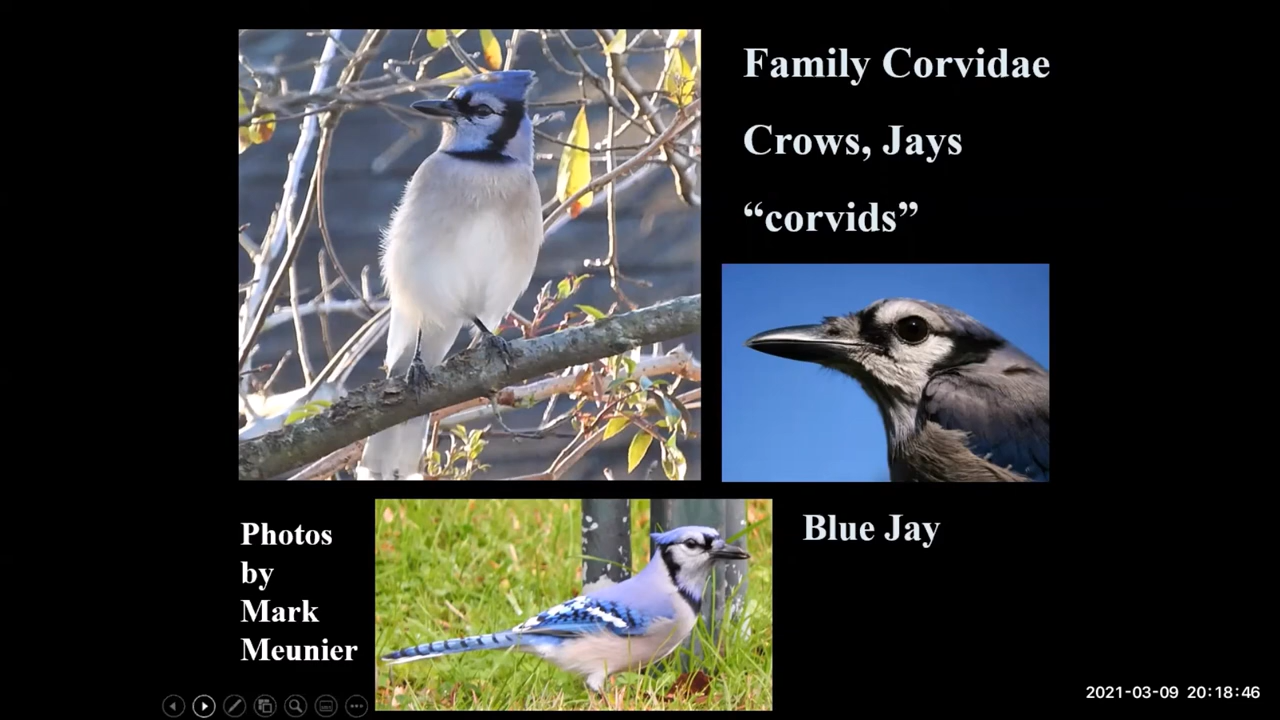 Family Corvidae
Crows, Jays
“corvids”
Blue Jay
Photos
by
Mark
Meunier
2021-03-09 20:18:46